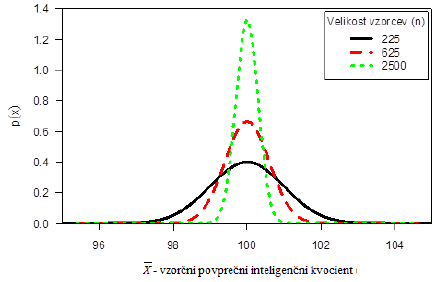 1.4
1.2
1.0
0.8
0.6
0.4
0.2
0.0
p(x)
Velikost vzorcev (n)
225
625
2500
96 98 100 102 104
X̅ - vzorčni povprečni inteligenčni kvocient